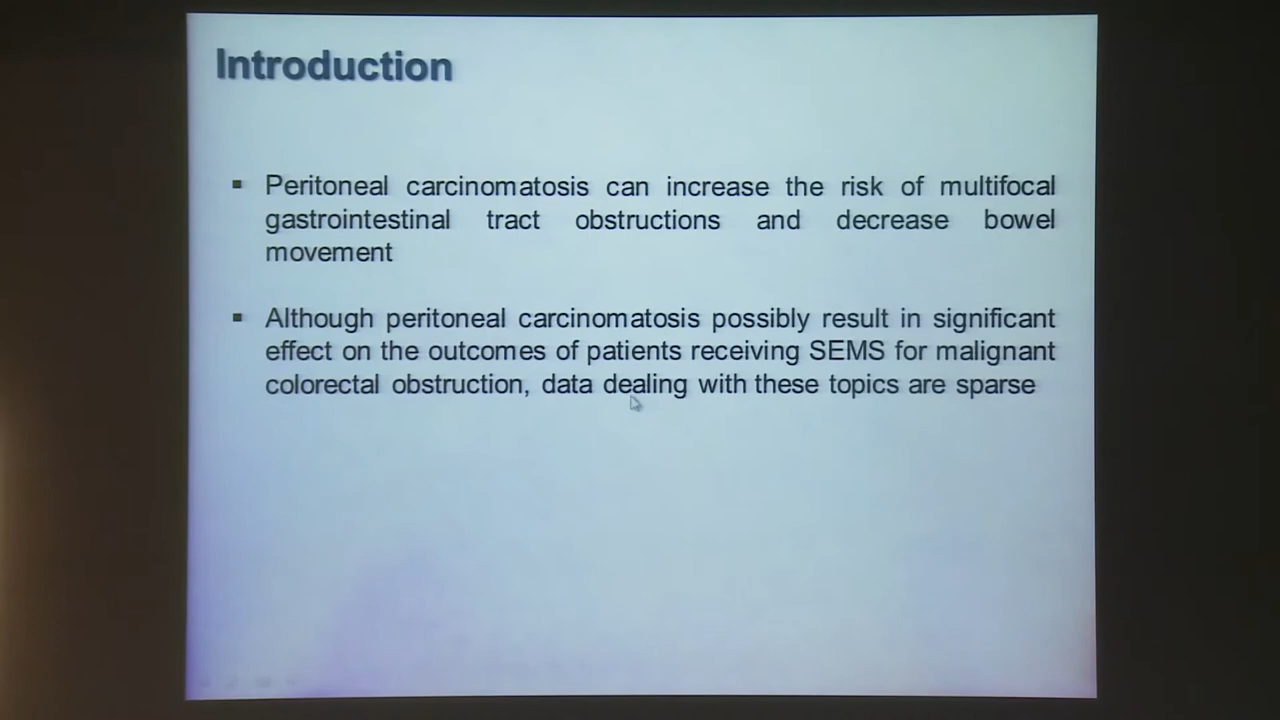 Introduction
▪ Peritoneal carcinomatosis can increase the risk of multifocal
gastrointestinal tract obstructions and decrease bowel
movement
▪ Although peritoneal carcinomatosis possibly result in significant
effect on the outcomes of patients receiving SEMS for malignant
colorectal obstruction, data dealing with these topics are sparse